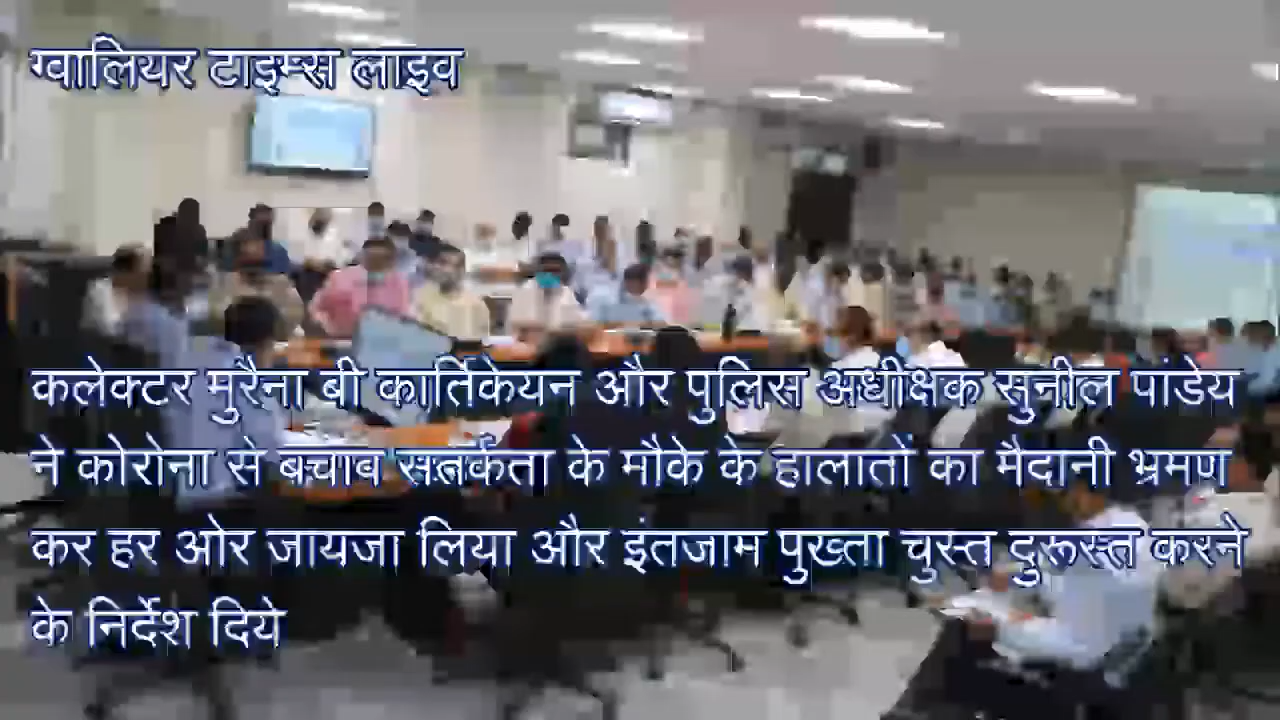 ग्वालियर टाइम्स लाइव
कलेक्टर मुरैना बी कार्तिकेयन और पुलिस अधीक्षक सुनील पांडेय
ने कोरोना से बचाब सतर्कता के मौके के हालातों का मैदानी भ्रमण
कर हर ओर जायजा लिया और इंतजाम पुख्ता चुस्त दुरूस्त करने
के निर्देश दिये